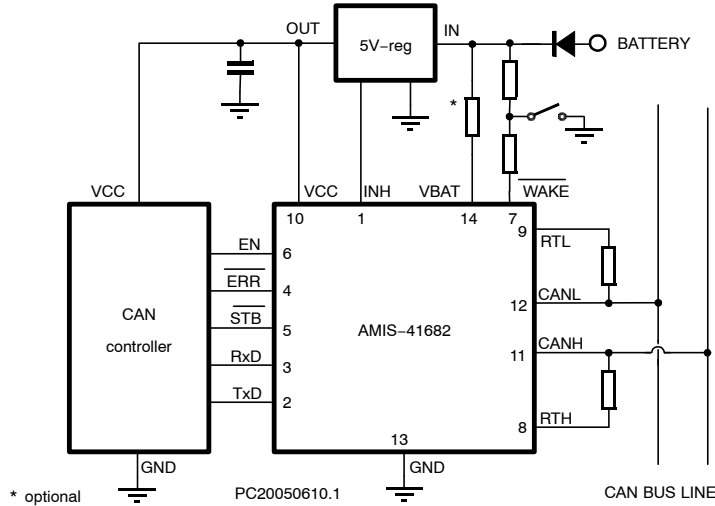 OUT
5V−reg
IN
BATTERY
*
VCC
VCC
INH
VBAT
WAKE
10
1
14
7
9
RTL
EN
6
ERR
4
12
CANL
CAN
controller
STB
5
AMIS−41682
RxD
3
11
CANH
TxD
2
8
RTH
13
GND
GND
* optional
PC20050610.1
CAN BUS LINE